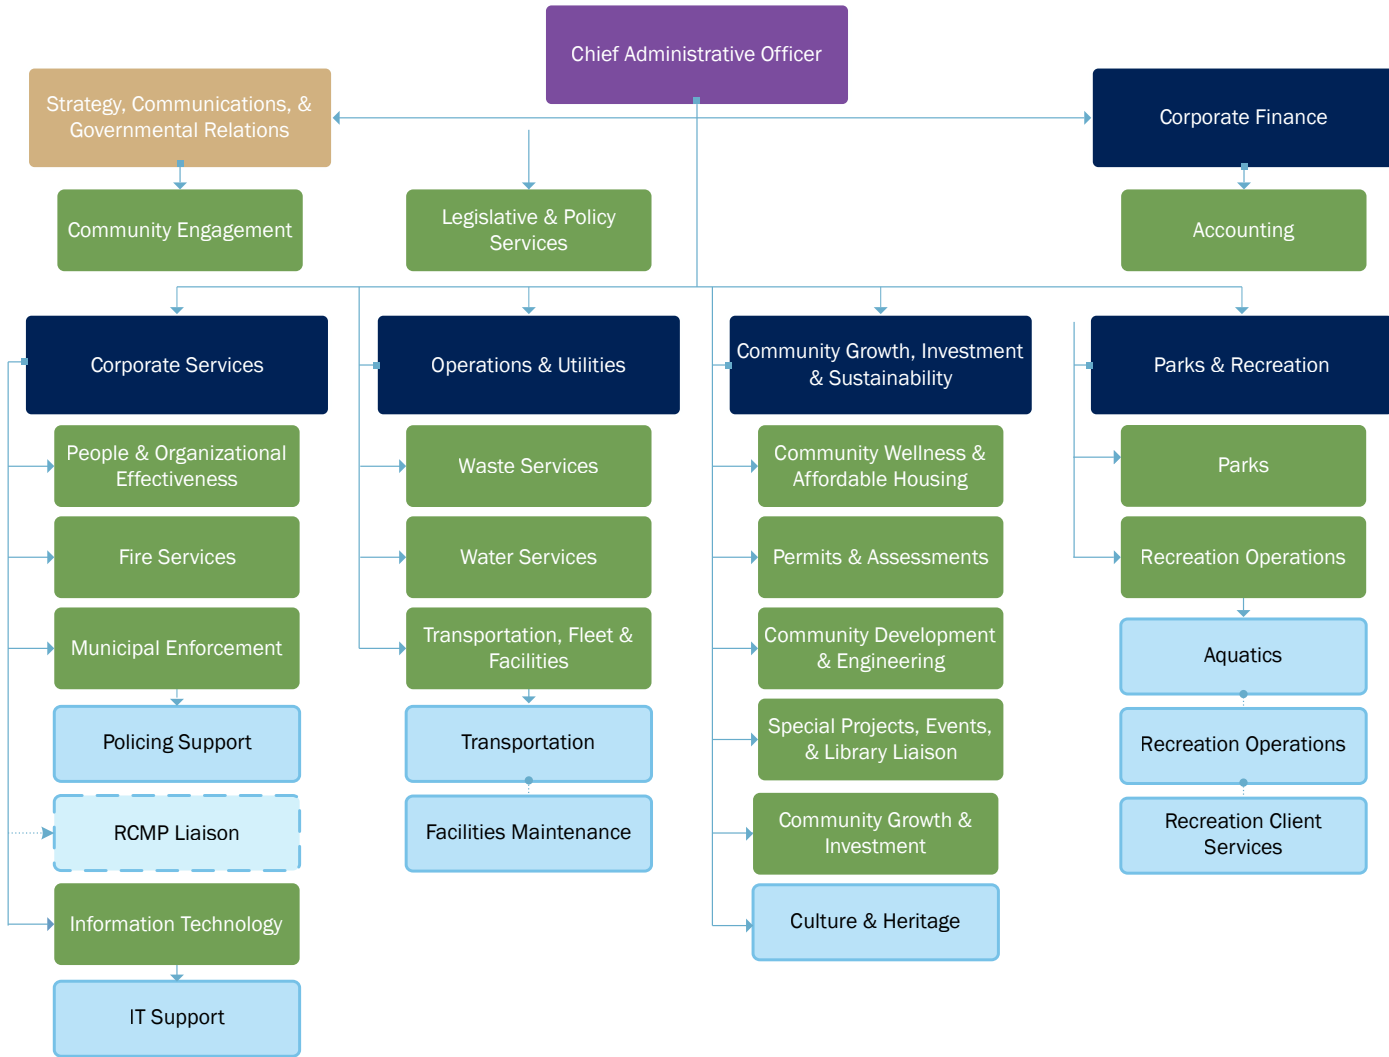 Chief Administrative Officer
Strategy, Communications, &
Governmental Relations
Corporate Finance
Community Engagement
Legislative & Policy
Services
Accounting
Corporate Services
Operations & Utilities
Community Growth, Investment
& Sustainability
Parks & Recreation
People & Organizational
Effectiveness
Fire Services
Municipal Enforcement
Policing Support
RCMP Liaison
Information Technology
IT Support
Waste Services
Water Services
Transportation, Fleet &
Facilities
Transportation
Facilities Maintenance
Community Wellness &
Affordable Housing
Permits & Assessments
Community Development
& Engineering
Special Projects, Events,
& Library Liaison
Community Growth &
Investment
Culture & Heritage
Parks
Recreation Operations
Aquatics
Recreation Operations
Recreation Client
Services